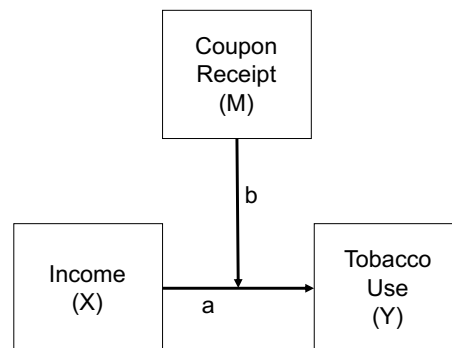 Coupon
Receipt
(M)
b
Income
(X)
a
Tobacco
Use
(Y)